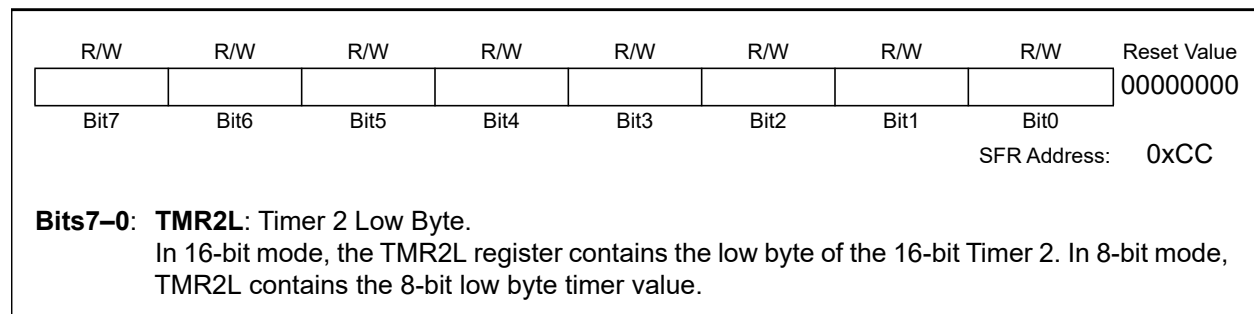 R/W R/W R/W R/W R/W R/W R/W R/W Reset Value
00000000
Bit7 Bit6 Bit5 Bit4 Bit3 Bit2 Bit1 Bit0
SFR Address: 0xCC
Bits7–0: TMR2L: Timer 2 Low Byte.
In 16-bit mode, the TMR2L register contains the low byte of the 16-bit Timer 2. In 8-bit mode,
TMR2L contains the 8-bit low byte timer value.